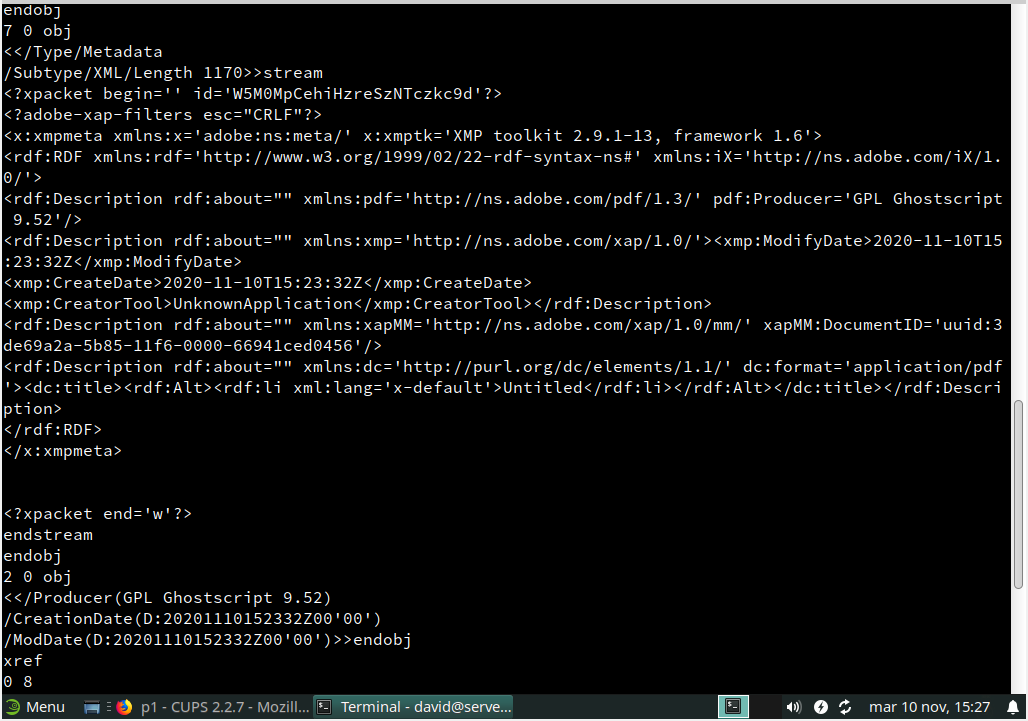 endobj
7 0 obj
<</Type/Metadata
/Subtype/XML/Length 1170>>stream
<?xpacket begin='' id='W5M0MpCehiHzreSzNTczkc9d'?>
<?adobe-xap-filters esc="CRLF"?>
<x:xmpmeta xmlns:x='adobe:ns:meta/' x:xmptk='XMP toolkit 2.9.1-13, framework 1.6'>
<rdf:RDF xmlns:rdf='http://www.w3.org/1999/02/22-rdf-syntax-ns#' xmlns:iX='http://ns.adobe.com/iX/1.
0/'>
<rdf:Description rdf:about="" xmlns:pdf='http://ns.adobe.com/pdf/1.3/' pdf:Producer='GPL Ghostscript
 9.52'/>
<rdf:Description rdf:about="" xmlns:xmp='http://ns.adobe.com/xap/1.0/'><xmp:ModifyDate>2020-11-10T15
:23:32Z</xmp:ModifyDate>
<xmp:CreateDate>2020-11-10T15:23:32Z</xmp:CreateDate>
<xmp:CreatorTool>UnknownApplication</xmp:CreatorTool></rdf:Description>
<rdf:Description rdf:about="" xmlns:xapMM='http://ns.adobe.com/xap/1.0/mm/' xapMM:DocumentID='uuid:3
de69a2a-5b85-11f6-0000-66941ced0456'/>
<rdf:Description rdf:about="" xmlns:dc='http://purl.org/dc/elements/1.1/' dc:format='application/pdf
'><dc:title><rdf:Alt><rdf:li xml:lang='x-default'>Untitled</rdf:li></rdf:Alt></dc:title></rdf:Descri
ption>
</rdf:RDF>
</x:xmpmeta>
<?xpacket end='w'?>
endstream
endobj
2 0 obj
<</Producer(GPL Ghostscript 9.52)
/CreationDate(D:20201110152332Z00'00')
/ModDate(D:20201110152332Z00'00')>>endobj
xref
0 8
Menu p1 - CUPS 2.2.7 - Mozill... Terminal - david@serve... mar 10 nov, 15:27